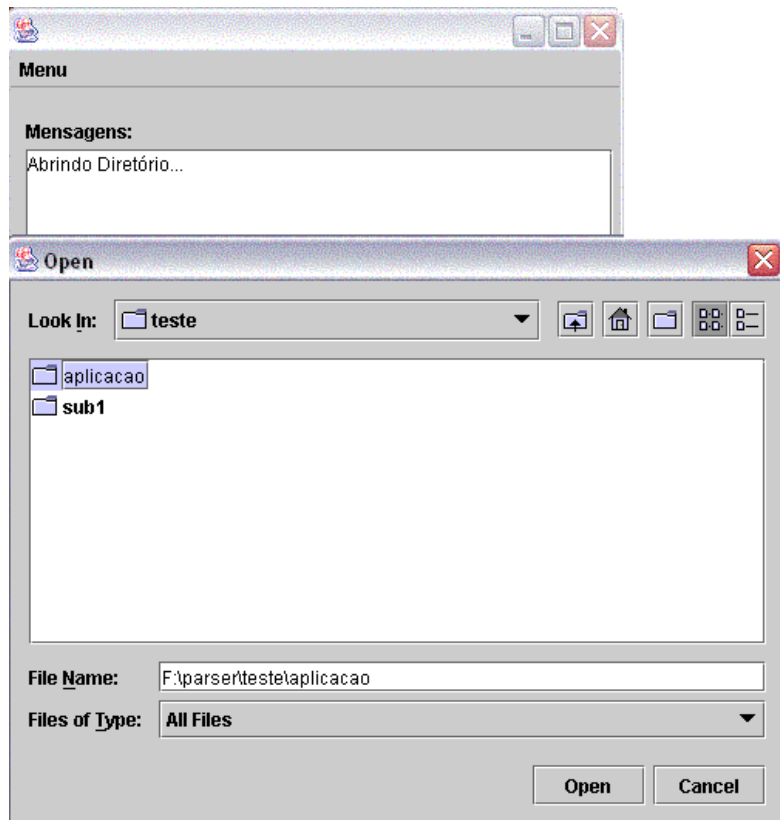 Menu
Mensagens:
Abrindo Diretório...
Open
Look In: teste
aplicacao
sub1
File Name: F:\parser\teste\aplicacao
Files of Type: All Files
Open Cancel